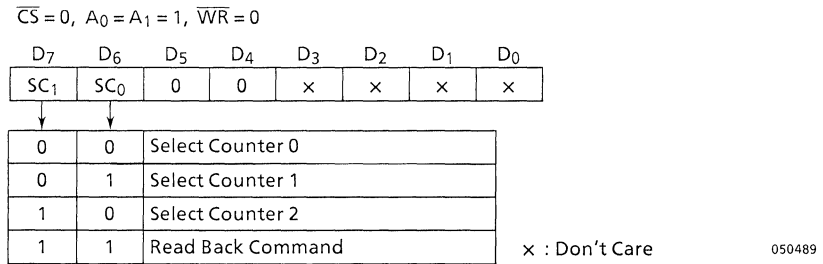 CS = 0, A0 = A1 = 1, WR = 0
D7 D6 D5 D4 D3 D2 D1 D0
SC1 SC0 0 0 × × × ×
0 0 Select Counter 0
0 1 Select Counter 1
1 0 Select Counter 2
1 1 Read Back Command
× : Don't Care 050489